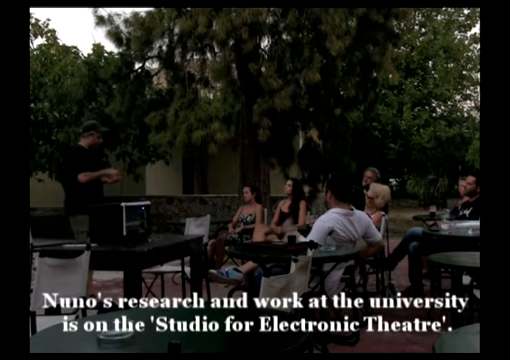 Nuno's research and work at the university
is on the 'Studio for Electronic Theatre'.